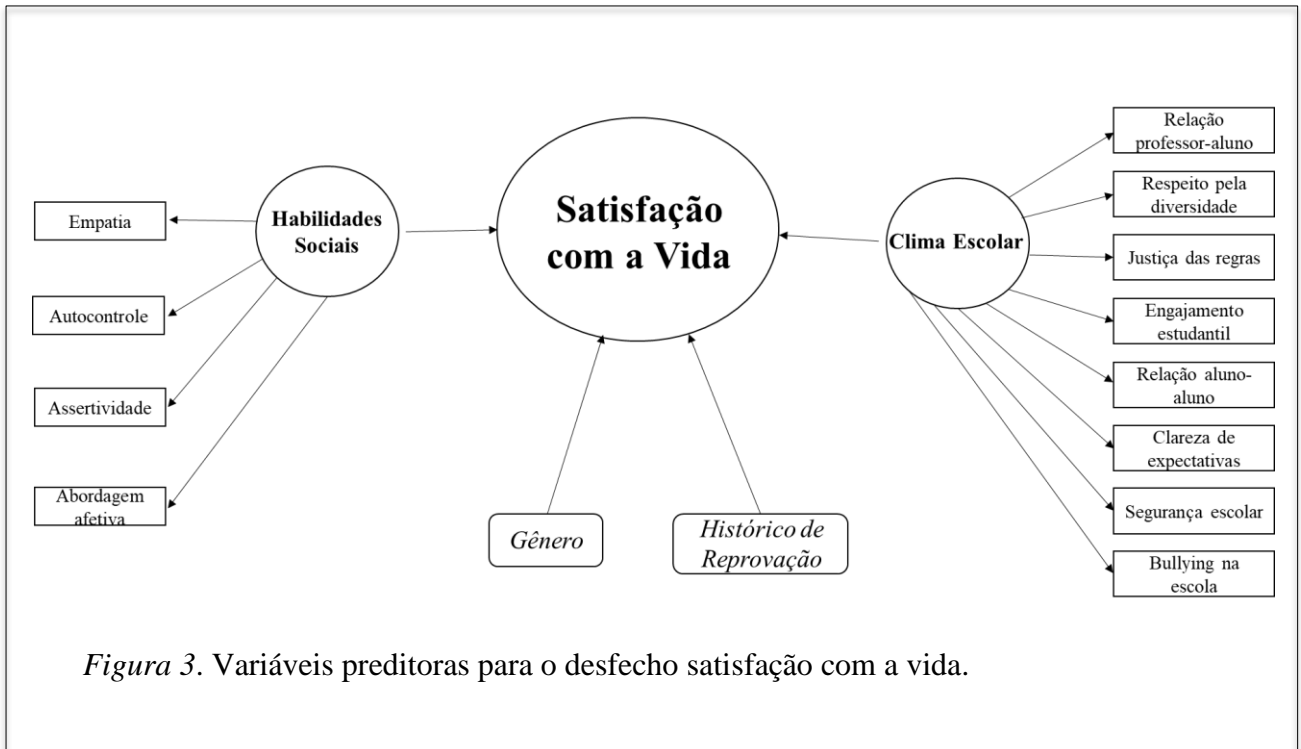 Satisfação
com a Vida
Habilidades
Sociais
Empatia
Autocontrole
Assertividade
Abordagem
afetiva
Clima Escolar
Relação
professor-aluno
Respeito pela
diversidade
Justiça das regras
Engajamento
estudantil
Relação aluno-
aluno
Clareza de
expectativas
Segurança escolar
Bullying na
escola
Gênero
Histórico de
Reprovação
Figura 3. Variáveis preditoras para o desfecho satisfação com a vida.